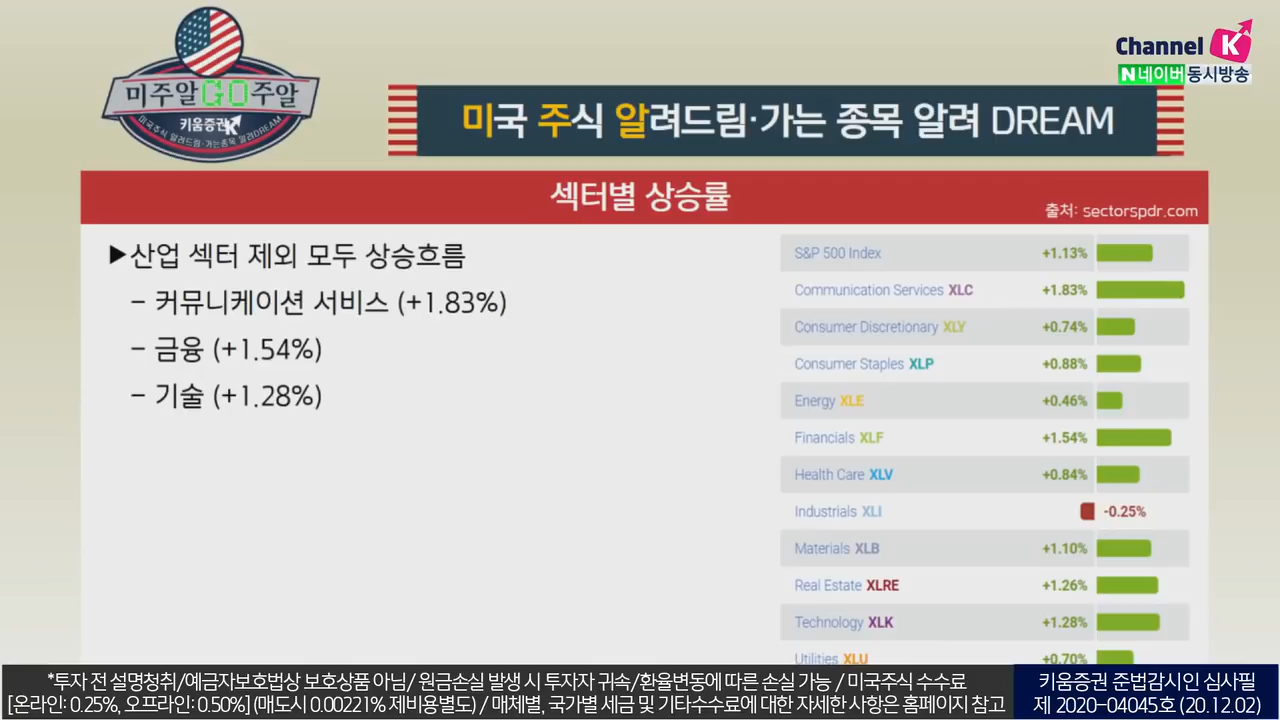 미주알GO주알
키움증권
미국주식 알려드림·가는종목 알려DREAM
미국 주식 알려드림·가는 종목 알려 DREAM
Channel K
N 네이버 동시방송
섹터별 상승률
출처: sectorspdr.com
▶산업 섹터 제외 모두 상승흐름
- 커뮤니케이션 서비스 (+1.83%)
- 금융 (+1.54%)
- 기술 (+1.28%)
S&P 500 Index +1.13%
Communication Services XLC +1.83%
Consumer Discretionary XLY +0.74%
Consumer Staples XLP +0.88%
Energy XLE +0.46%
Financials XLF +1.54%
Health Care XLV +0.84%
Industrials XLI -0.25%
Materials XLB +1.10%
Real Estate XLRE +1.26%
Technology XLK +1.28%
Utilities XLU +0.70%
*투자 전 설명청취/예금자보호법상 보호상품 아님/ 원금손실 발생 시 투자자 귀속/환율변동에 따른 손실 가능 / 미국주식 수수료
[온라인: 0.25%, 오프라인: 0.50%] (매도시 0.00221% 제비용별도) / 매체별, 국가별 세금 및 기타수수료에 대한 자세한 사항은 홈페이지 참고
키움증권 준법감시인 심사필
제 2020-04045호 (20.12.02)